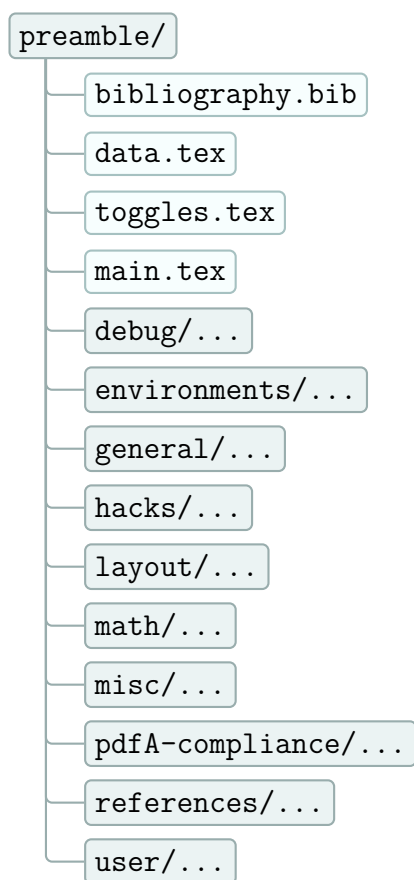 preamble/
bibliography.bib
data.tex
toggles.tex
main.tex
debug/...
environments/...
general/...
hacks/...
layout/...
math/...
misc/...
pdfA-compliance/...
references/...
user/...